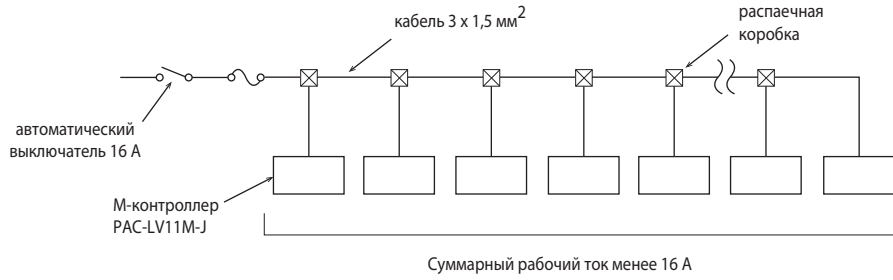 кабель 3 x 1,5 мм2
распаечная
коробка
автоматический
выключатель 16 А
М-контроллер
PAC-LV11M-J
Суммарный рабочий ток менее 16 А